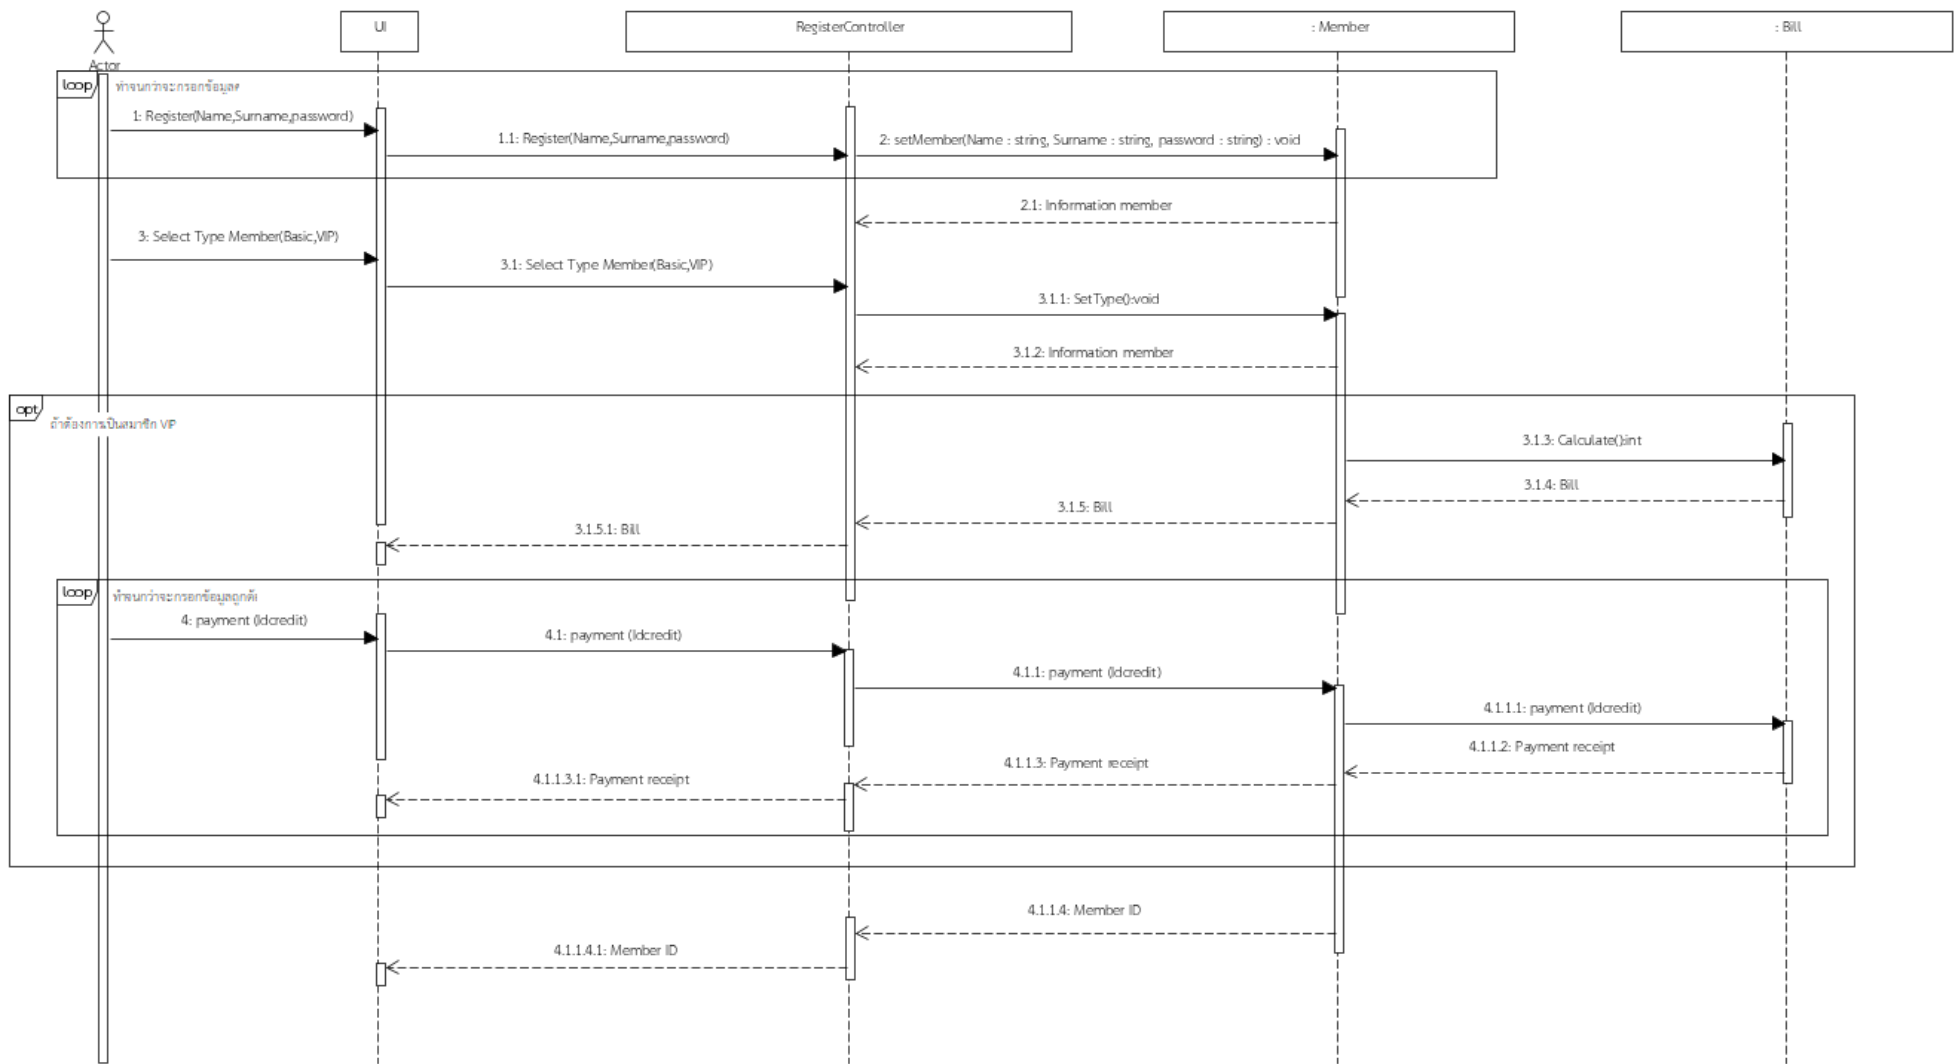 UI
RegisterController
: Member
: Bill
Actor
loop
ทำจนกว่าจะกรอกข้อมูล
1: Register(Name,Surname,password)
1.1: Register(Name,Surname,password)
2: setMember(Name : string, Surname : string, password : string) : void
2.1: Information member
3: Select Type Member(Basic,VIP)
3.1: Select Type Member(Basic,VIP)
3.1.1: SetType():void
3.1.2: Information member
opt
ถ้าต้องการเป็นสมาชิก VIP
3.1.3: Calculate():int
3.1.4: Bill
3.1.5: Bill
3.1.5.1: Bill
loop
ทำจนกว่าจะกรอกข้อมูลถูกต้
4: payment (Idcredit)
4.1: payment (Idcredit)
4.1.1: payment (Idcredit)
4.1.1.1: payment (Idcredit)
4.1.1.2: Payment receipt
4.1.1.3: Payment receipt
4.1.1.3.1: Payment receipt
4.1.1.4: Member ID
4.1.1.4.1: Member ID